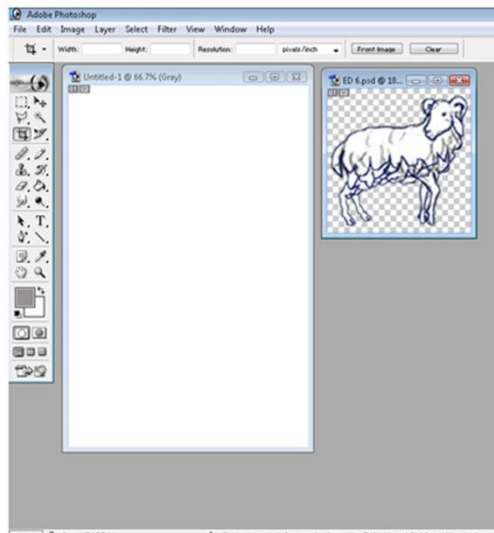 Adobe Photoshop
File Edit Image Layer Select Filter View Window Help
Width: Height: Resolution: pixels/inch Front Image Clear
Untitled-1 @ 66.7% (Gray)
ED 6.psd @ 18...